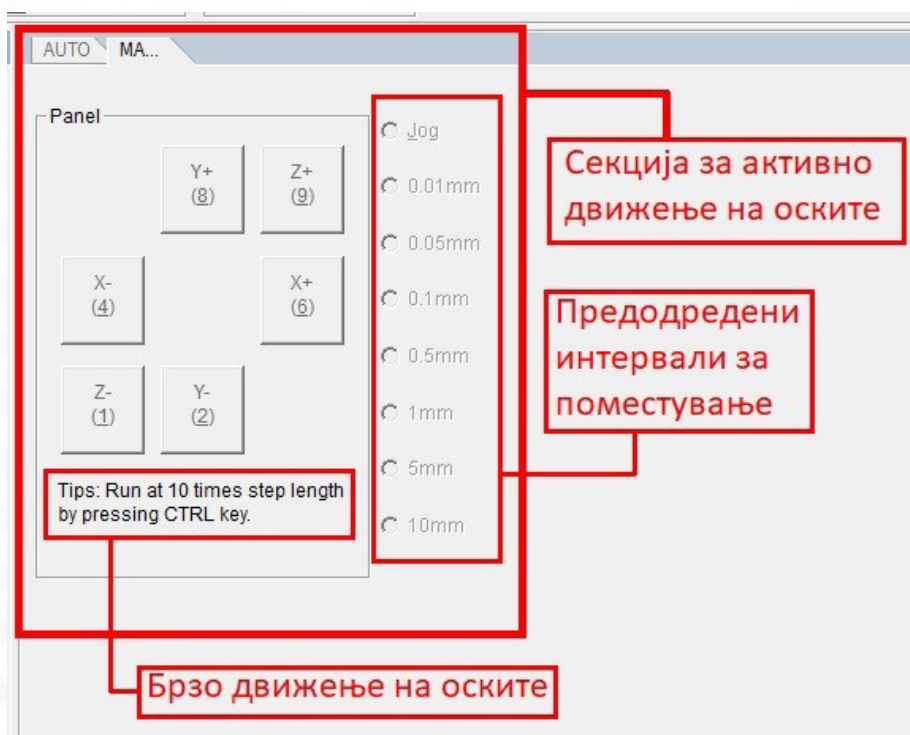 AUTO MA...
Panel
Y+
(8)
Z+
(9)
X-
(4)
X+
(6)
Z-
(1)
Y-
(2)
Tips: Run at 10 times step length
by pressing CTRL key.
Jog
0.01mm
0.05mm
0.1mm
0.5mm
1mm
5mm
10mm
Секција за активно
движење на оските
Предодредени
интервали за
поместување
Брзо движење на оските